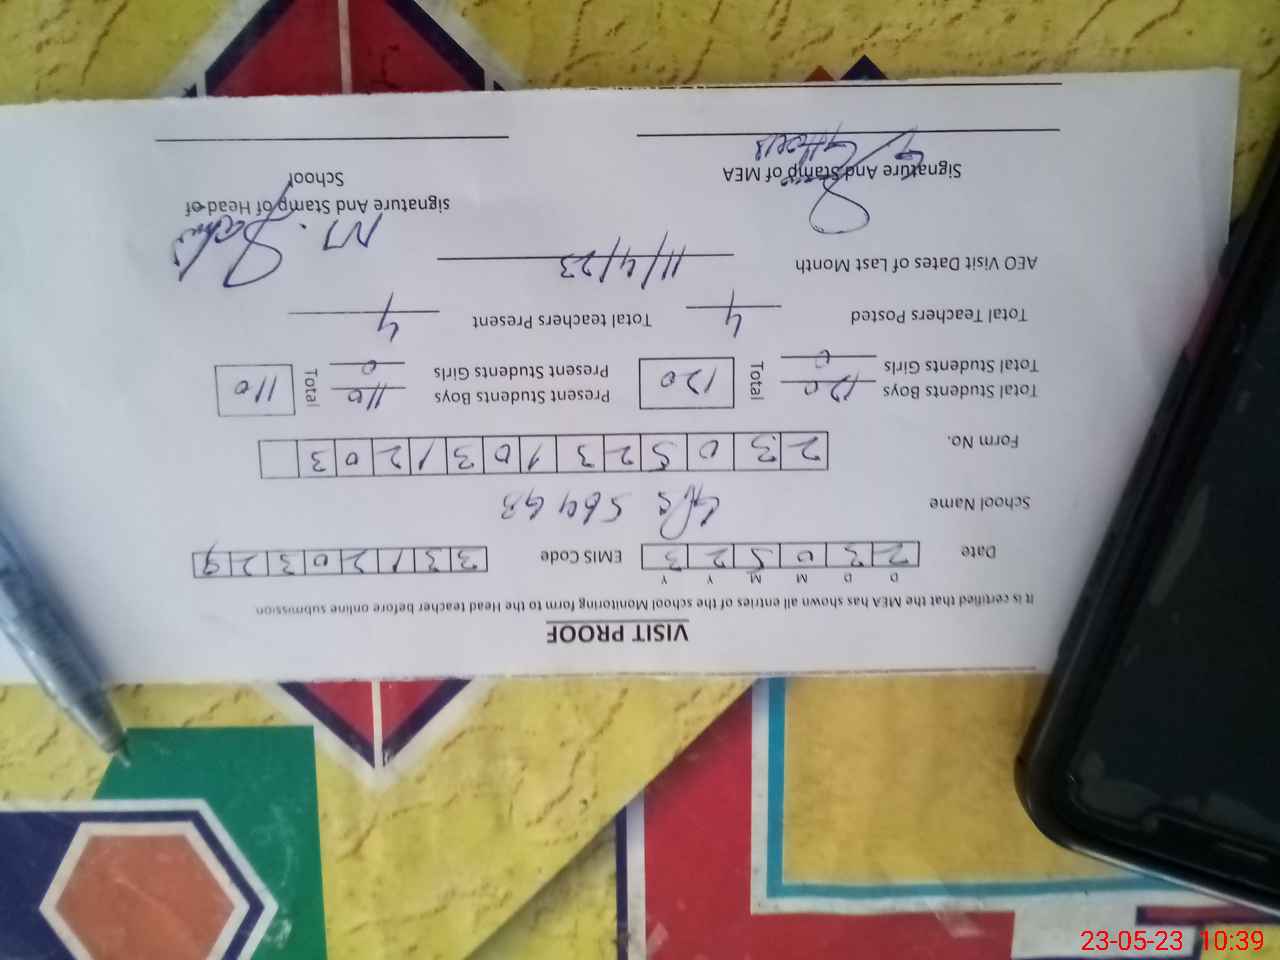 VISIT PROOF
It is certified that the MEA has shown all entries of the school Monitoring form to the Head teacher before online submission.
D D M M Y Y
Date 2 3 0 5 2 3 EMIS Code 3 3 1 2 0 3 2 9
School Name GPS 564 GB
Form No. 2 3 0 5 2 3 1 0 3 1 2 0 3
Total Students Boys 120 Total 120 Present Students Boys 110 Total 110
Total Students Girls 0 Present Students Girls 0
Total Teachers Posted 4 Total teachers Present 4
AEO Visit Dates of Last Month 11/4/23
Signature And Stamp of MEA signature And Stamp of Head of
School
23-05-23 10:39